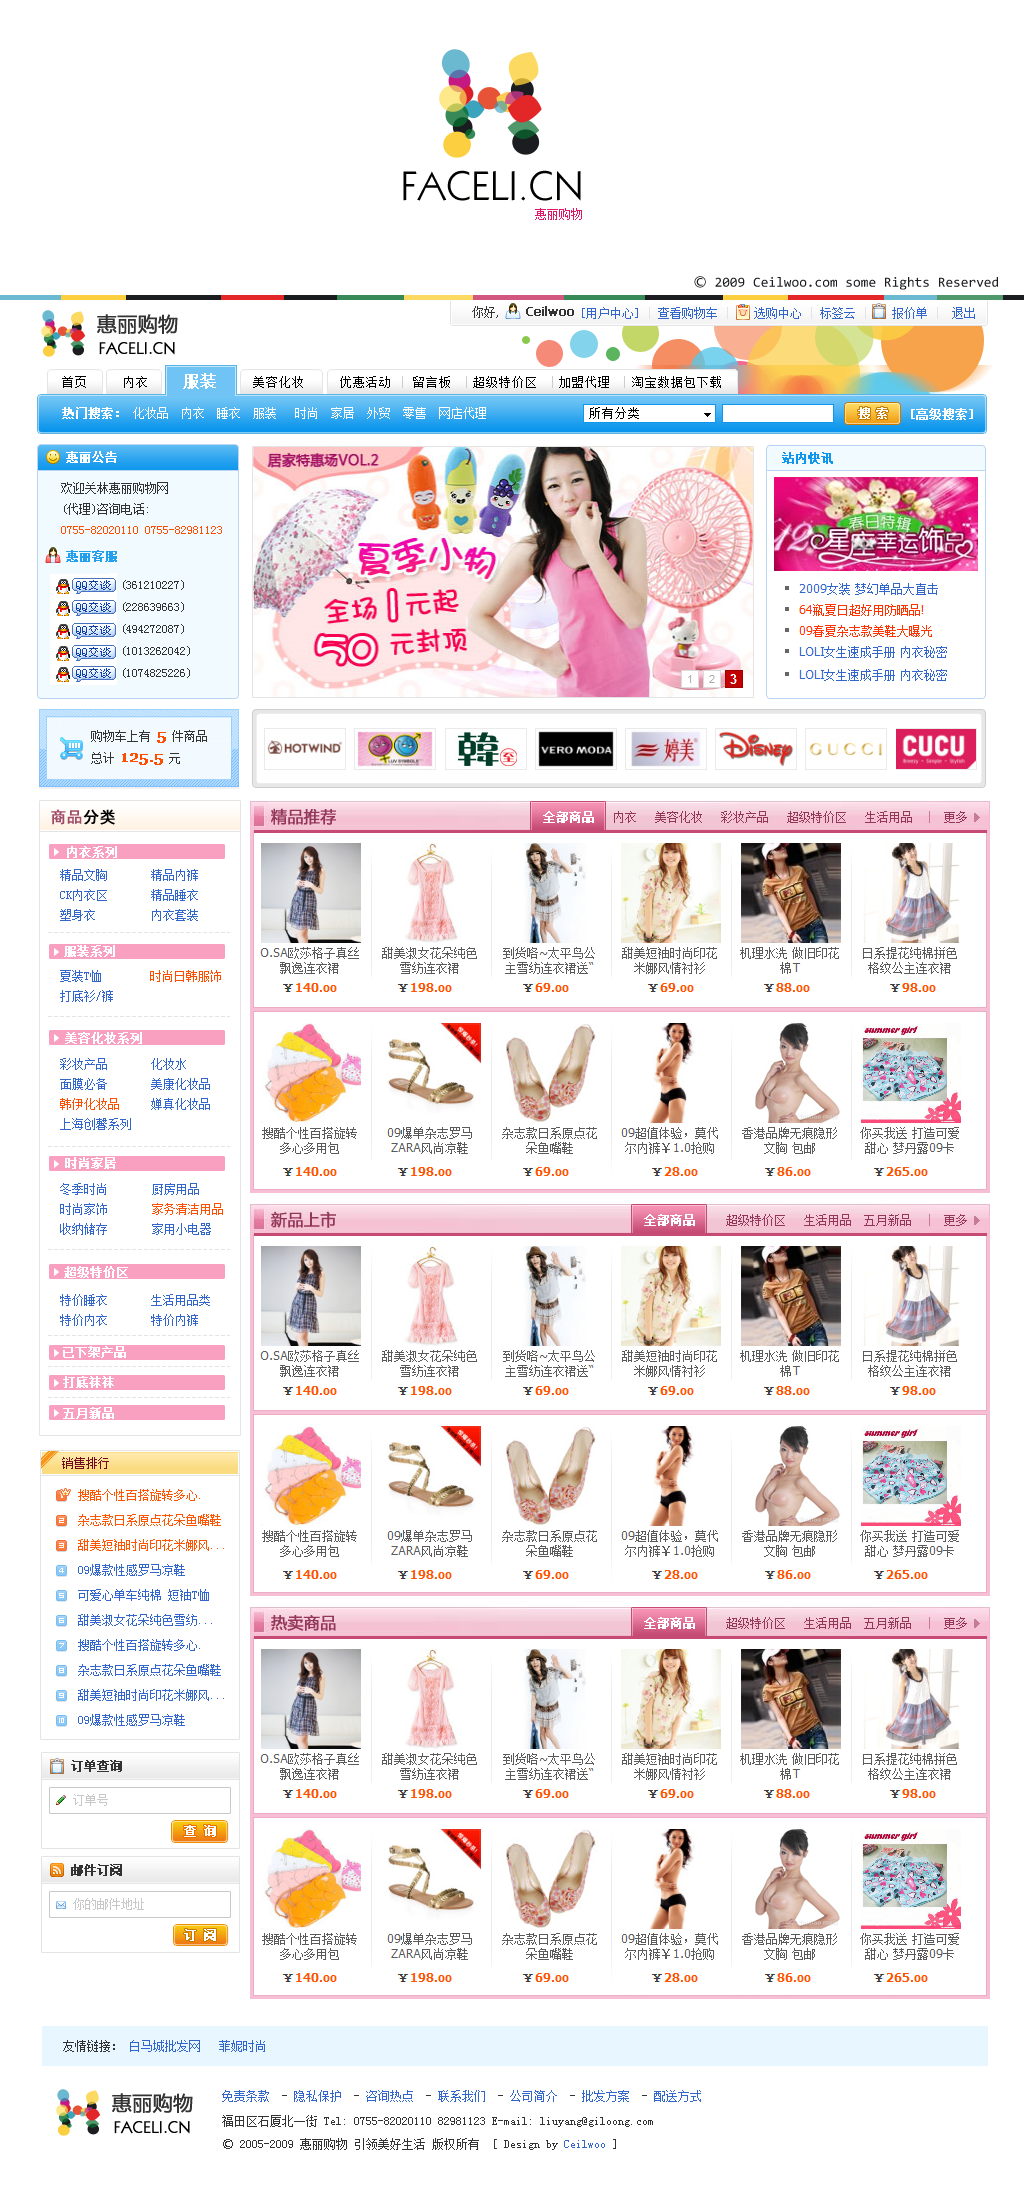 FACELI.CN
惠丽购物
© 2009 Ceilwoo.com some Rights Reserved
惠丽购物
FACELI.CN
你好, Ceilwoo [用户中心] 查看购物车 选购中心 标签云 报价单 退出
首页 内衣 服装 美容化妆 优惠活动 留言板 超级特价区 加盟代理 淘宝数据包下载
热门搜索: 化妆品 内衣 睡衣 服装 时尚 家居 外贸 零售 网店代理 所有分类 搜 索 [高级搜索]
惠丽公告
欢迎关林惠丽购物网
(代理)咨询电话:
0755-82020110 0755-82981123
惠丽客服
QQ交谈 (361210227)
QQ交谈 (228639663)
QQ交谈 (494272087)
QQ交谈 (1013262042)
QQ交谈 (1074825226)
居家特惠场VOL.2
夏季小物
全场1元起
50元封顶
1 2 3
站内快讯
春日特辑
星座幸运饰品
2009女装 梦幻单品大直击
64瓶夏日超好用防晒品!
09春夏杂志款美鞋大曝光
LOLI女生速成手册 内衣秘密
LOLI女生速成手册 内衣秘密
购物车上有 5 件商品
总计 125.5 元
HOTWIND LUV SYMBOLS 韩至 VERO MODA 婷美 Disney GUCCI CUCU
商品分类
内衣系列
精品文胸 精品内裤
CK内衣区 精品睡衣
塑身衣 内衣套装
服装系列
夏装T恤 时尚日韩服饰
打底衫/裤
美容化妆系列
彩妆产品 化妆水
面膜必备 美康化妆品
韩伊化妆品 婵真化妆品
上海创馨系列
时尚家居
冬季时尚 厨房用品
时尚家饰 家务清洁用品
收纳储存 家用小电器
超级特价区
特价睡衣 生活用品类
特价内衣 特价内裤
已下架产品
打底袜袜
五月新品
销售排行
搜酷个性百搭旋转多心.
2 杂志款日系原点花朵鱼嘴鞋
3 甜美短袖时尚印花米娜风...
4 09爆款性感罗马凉鞋
5 可爱心单车纯棉 短袖T恤
6 甜美淑女花朵纯色雪纺...
7 搜酷个性百搭旋转多心.
8 杂志款日系原点花朵鱼嘴鞋
9 甜美短袖时尚印花米娜风...
10 09爆款性感罗马凉鞋
订单查询
订单号
查 询
邮件订阅
你的邮件地址
订 阅
精品推荐 全部商品 内衣 美容化妆 彩妆产品 超级特价区 生活用品 | 更多
O.SA欧莎格子真丝 甜美淑女花朵纯色 到货咯~太平鸟公 甜美短袖时尚印花 机理水洗 做旧印花 日系提花纯棉拼色
飘逸连衣裙 雪纺连衣裙 主雪纺连衣裙送" 米娜风情衬衫 棉T 格纹公主连衣裙
¥140.00 ¥198.00 ¥69.00 ¥69.00 ¥88.00 ¥98.00
summer girl
搜酷个性百搭旋转 09爆单杂志罗马 杂志款日系原点花 09超值体验，莫代 香港品牌无痕隐形 你买我送 打造可爱
多心多用包 ZARA风尚凉鞋 朵鱼嘴鞋 尔内裤¥1.0抢购 文胸 包邮 甜心 梦丹露09卡
¥140.00 ¥198.00 ¥69.00 ¥28.00 ¥86.00 ¥265.00
新品上市 全部商品 超级特价区 生活用品 五月新品 | 更多
O.SA欧莎格子真丝 甜美淑女花朵纯色 到货咯~太平鸟公 甜美短袖时尚印花 机理水洗 做旧印花 日系提花纯棉拼色
飘逸连衣裙 雪纺连衣裙 主雪纺连衣裙送" 米娜风情衬衫 棉T 格纹公主连衣裙
¥140.00 ¥198.00 ¥69.00 ¥69.00 ¥88.00 ¥98.00
summer girl
搜酷个性百搭旋转 09爆单杂志罗马 杂志款日系原点花 09超值体验，莫代 香港品牌无痕隐形 你买我送 打造可爱
多心多用包 ZARA风尚凉鞋 朵鱼嘴鞋 尔内裤¥1.0抢购 文胸 包邮 甜心 梦丹露09卡
¥140.00 ¥198.00 ¥69.00 ¥28.00 ¥86.00 ¥265.00
热卖商品 全部商品 超级特价区 生活用品 五月新品 | 更多
O.SA欧莎格子真丝 甜美淑女花朵纯色 到货咯~太平鸟公 甜美短袖时尚印花 机理水洗 做旧印花 日系提花纯棉拼色
飘逸连衣裙 雪纺连衣裙 主雪纺连衣裙送" 米娜风情衬衫 棉T 格纹公主连衣裙
¥140.00 ¥198.00 ¥69.00 ¥69.00 ¥88.00 ¥98.00
summer girl
搜酷个性百搭旋转 09爆单杂志罗马 杂志款日系原点花 09超值体验，莫代 香港品牌无痕隐形 你买我送 打造可爱
多心多用包 ZARA风尚凉鞋 朵鱼嘴鞋 尔内裤¥1.0抢购 文胸 包邮 甜心 梦丹露09卡
¥140.00 ¥198.00 ¥69.00 ¥28.00 ¥86.00 ¥265.00
友情链接: 白马城批发网 菲妮时尚
惠丽购物
FACELI.CN
免责条款 - 隐私保护 - 咨询热点 - 联系我们 - 公司简介 - 批发方案 - 配送方式
福田区石厦北一街 Tel: 0755-82020110 82981123 E-mail: liuyang@giloong.com
© 2005-2009 惠丽购物 引领美好生活 版权所有 [ Design by Ceilwoo ]